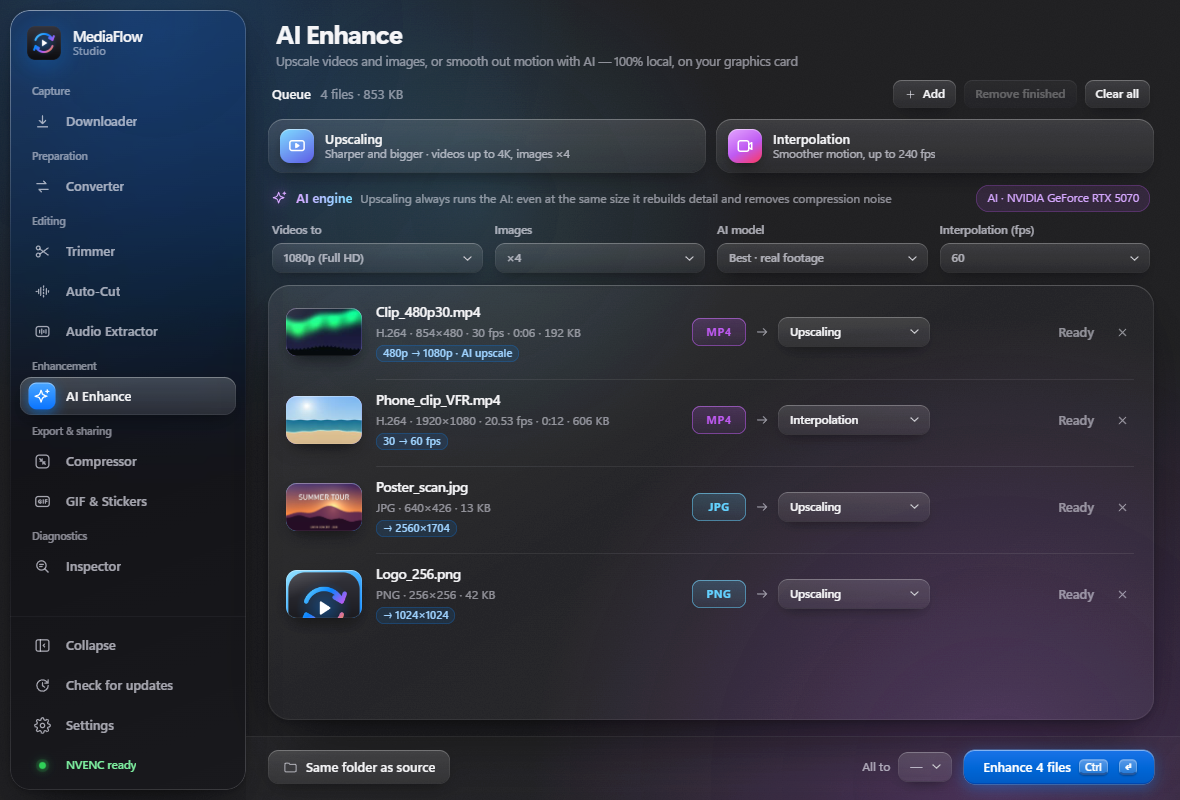 MediaFlow
Studio
Capture
Downloader
Preparation
Converter
Editing
Trimmer
Auto-Cut
Audio Extractor
Enhancement
AI Enhance
Export & sharing
Compressor
GIF
GIF & Stickers
Diagnostics
Inspector
Collapse
Check for updates
Settings
NVENC ready
AI Enhance
Upscale videos and images, or smooth out motion with AI — 100% local, on your graphics card
Queue 4 files · 853 KB
+ Add
Remove finished
Clear all
Upscaling
Sharper and bigger · videos up to 4K, images ×4
Interpolation
Smoother motion, up to 240 fps
AI engine Upscaling always runs the AI: even at the same size it rebuilds detail and removes compression noise
AI · NVIDIA GeForce RTX 5070
Videos to
1080p (Full HD)
Images
×4
AI model
Best · real footage
Interpolation (fps)
60
Clip_480p30.mp4
H.264 · 854×480 · 30 fps · 0:06 · 192 KB
480p → 1080p · AI upscale
MP4 → Upscaling
Ready ×
Phone_clip_VFR.mp4
H.264 · 1920×1080 · 20.53 fps · 0:12 · 606 KB
30 → 60 fps
MP4 → Interpolation
Ready ×
SUMMER TOUR
Poster_scan.jpg
JPG · 640×426 · 13 KB
→ 2560×1704
JPG → Upscaling
Ready ×
Logo_256.png
PNG · 256×256 · 42 KB
→ 1024×1024
PNG → Upscaling
Ready ×
Same folder as source
All to —
Enhance 4 files Ctrl ⏎